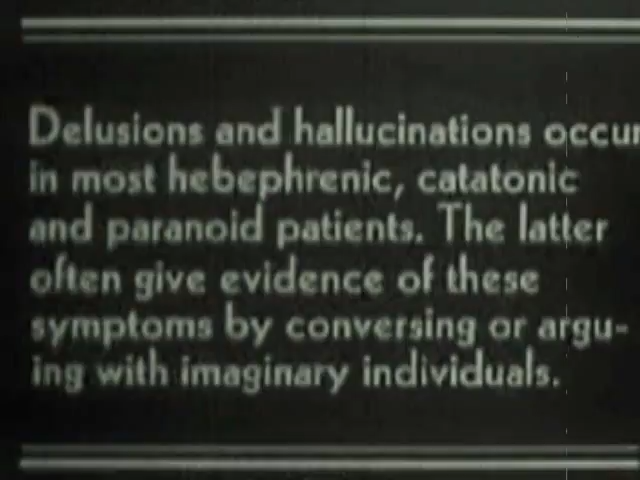 Delusions and hallucinations occur
in most hebephrenic, catatonic
and paranoid patients. The latter
often give evidence of these
symptoms by conversing or argu-
ing with imaginary individuals.